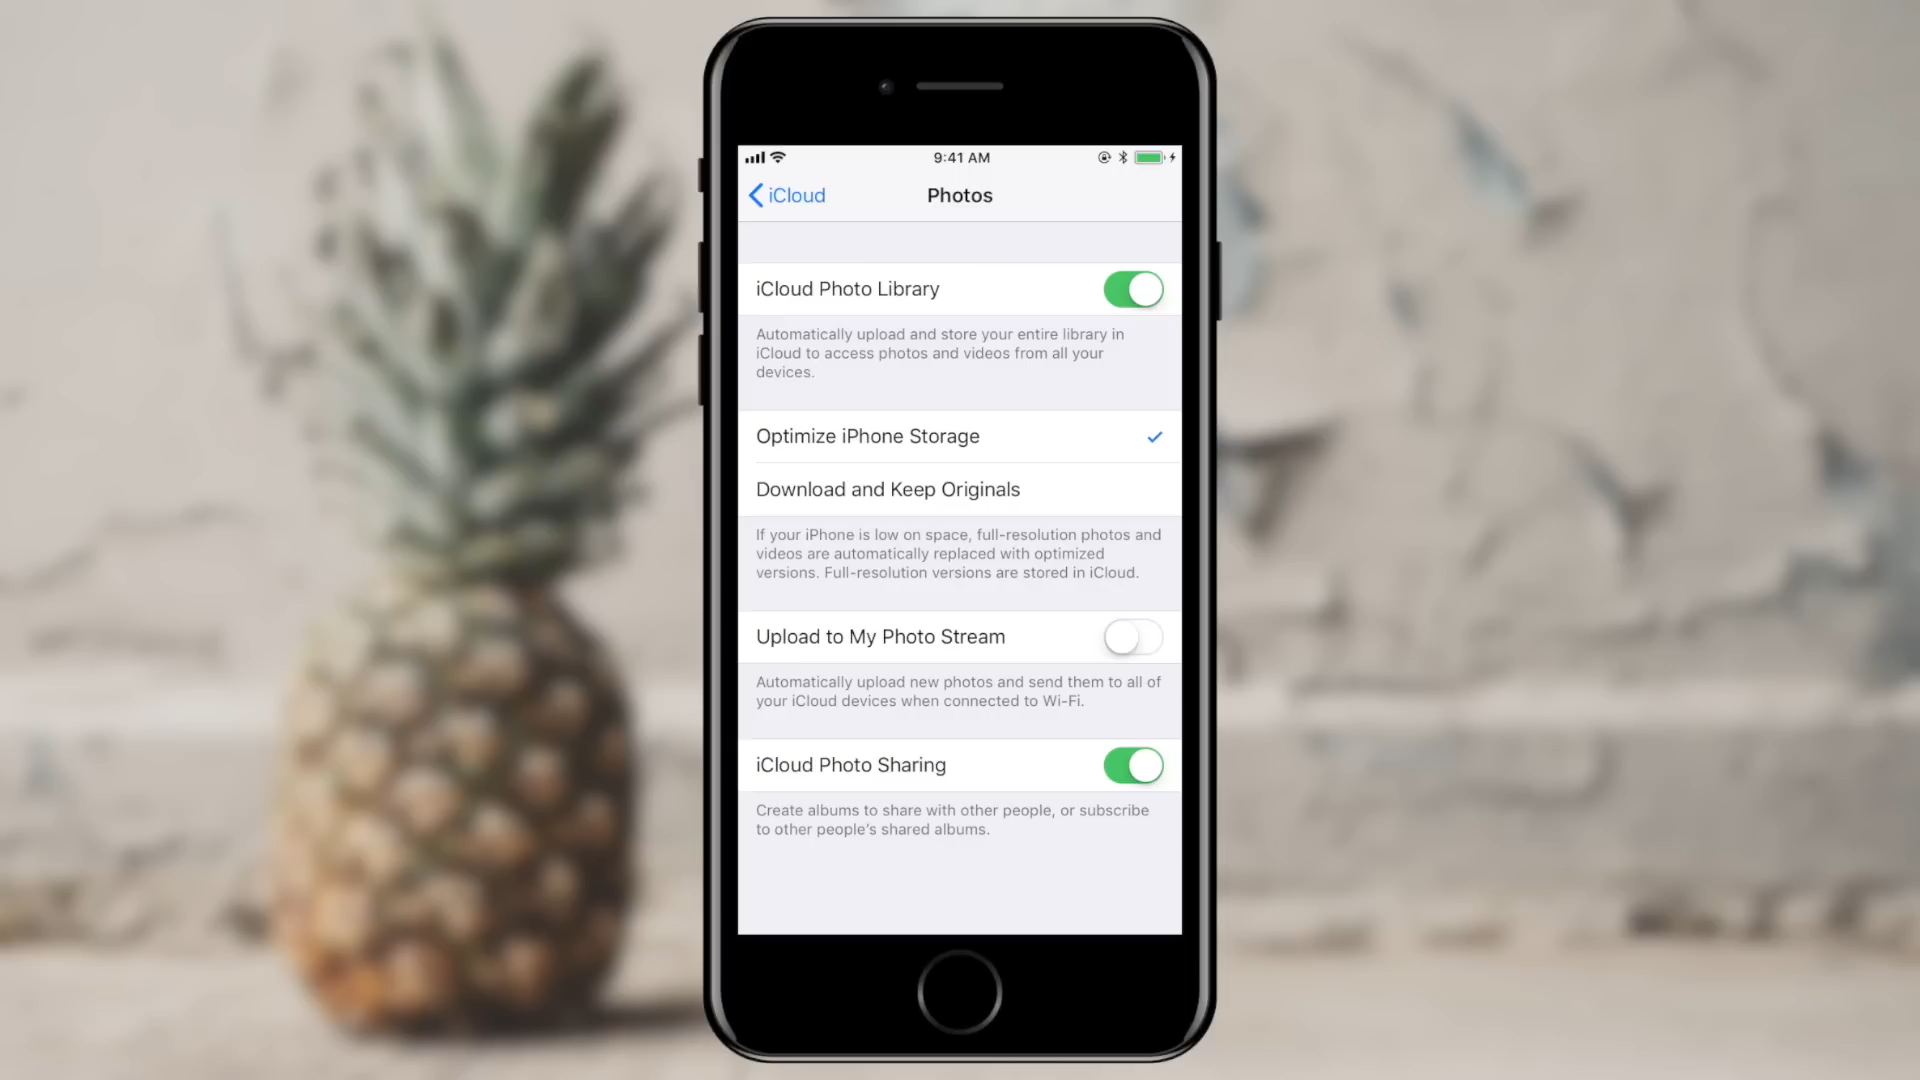 9:41 AM
iCloud
Photos
iCloud Photo Library
Automatically upload and store your entire library in
iCloud to access photos and videos from all your
devices.
Optimize iPhone Storage
Download and Keep Originals
If your iPhone is low on space, full-resolution photos and
videos are automatically replaced with optimized
versions. Full-resolution versions are stored in iCloud.
Upload to My Photo Stream
Automatically upload new photos and send them to all of
your iCloud devices when connected to Wi-Fi.
iCloud Photo Sharing
Create albums to share with other people, or subscribe
to other people's shared albums.